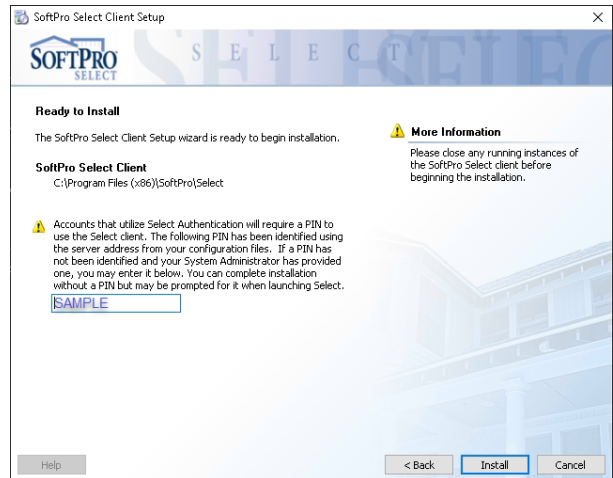 SoftPro Select Client Setup
SOFTPRO
SELECT
SELECT
Ready to Install
The SoftPro Select Client Setup wizard is ready to begin installation.
SoftPro Select Client
C:\Program Files (x86)\SoftPro\Select
Accounts that utilize Select Authentication will require a PIN to
use the Select client. The following PIN has been identified using
the server address from your configuration files. If a PIN has
not been identified and your System Administrator has provided
one, you may enter it below. You can complete installation
without a PIN but may be prompted for it when launching Select.
SAMPLE
More Information
Please close any running instances of
the SoftPro Select client before
beginning the installation.
Help
< Back
Install
Cancel